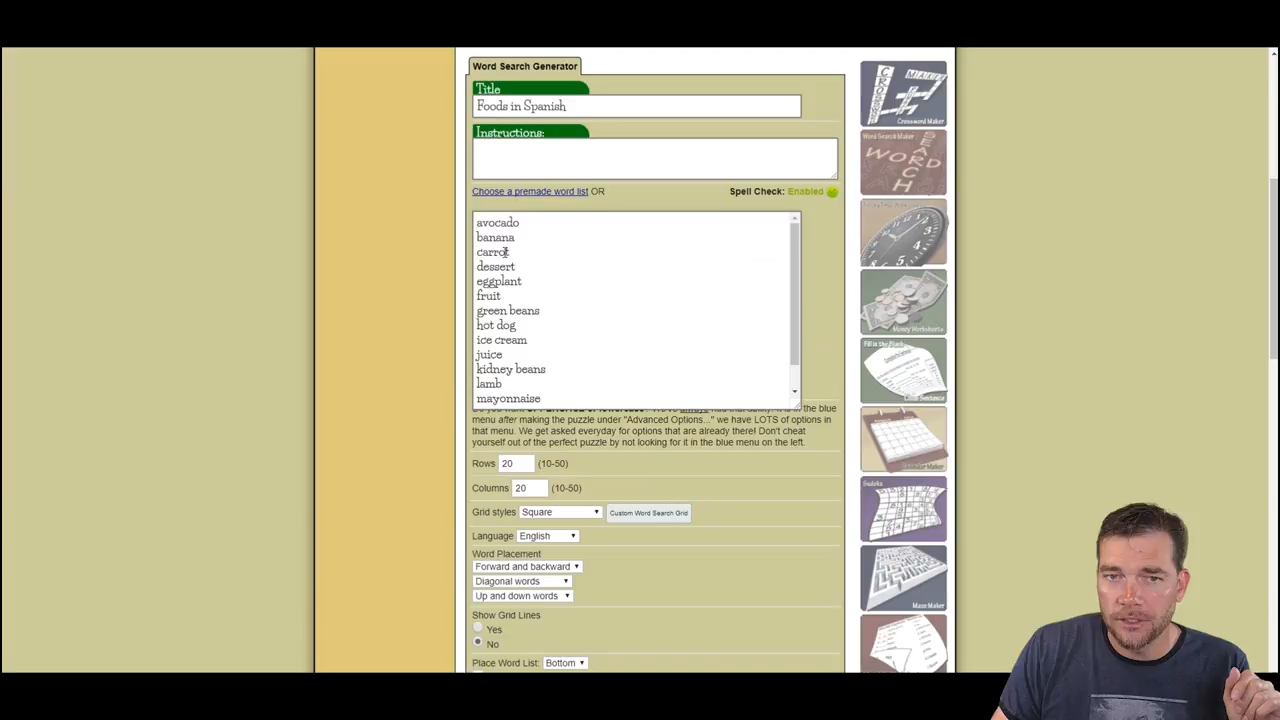 Word Search Generator
Title
Foods in Spanish
Instructions:
Choose a premade word list OR
Spell Check: Enabled
avocado
banana
carrot
dessert
eggplant
fruit
green beans
hot dog
ice cream
juice
kidney beans
lamb
mayonnaise
in the blue
menu after making the puzzle under "Advanced Options..." we have LOTS of options in
that menu. We get asked everyday for options that are already there! Don't cheat
yourself out of the perfect puzzle by not looking for it in the blue menu on the left.
Rows 20 (10-50)
Columns 20 (10-50)
Grid styles Square Custom Word Search Grid
Language English
Word Placement
Forward and backward
Diagonal words
Up and down words
Show Grid Lines
Yes
No
Place Word List: Bottom
CROSSWORD
MAKER
Crossword Maker
Word Search Maker
WORD
SEARCH
Money Worksheets
Fill in the Blank
Sudoku
Maze Maker